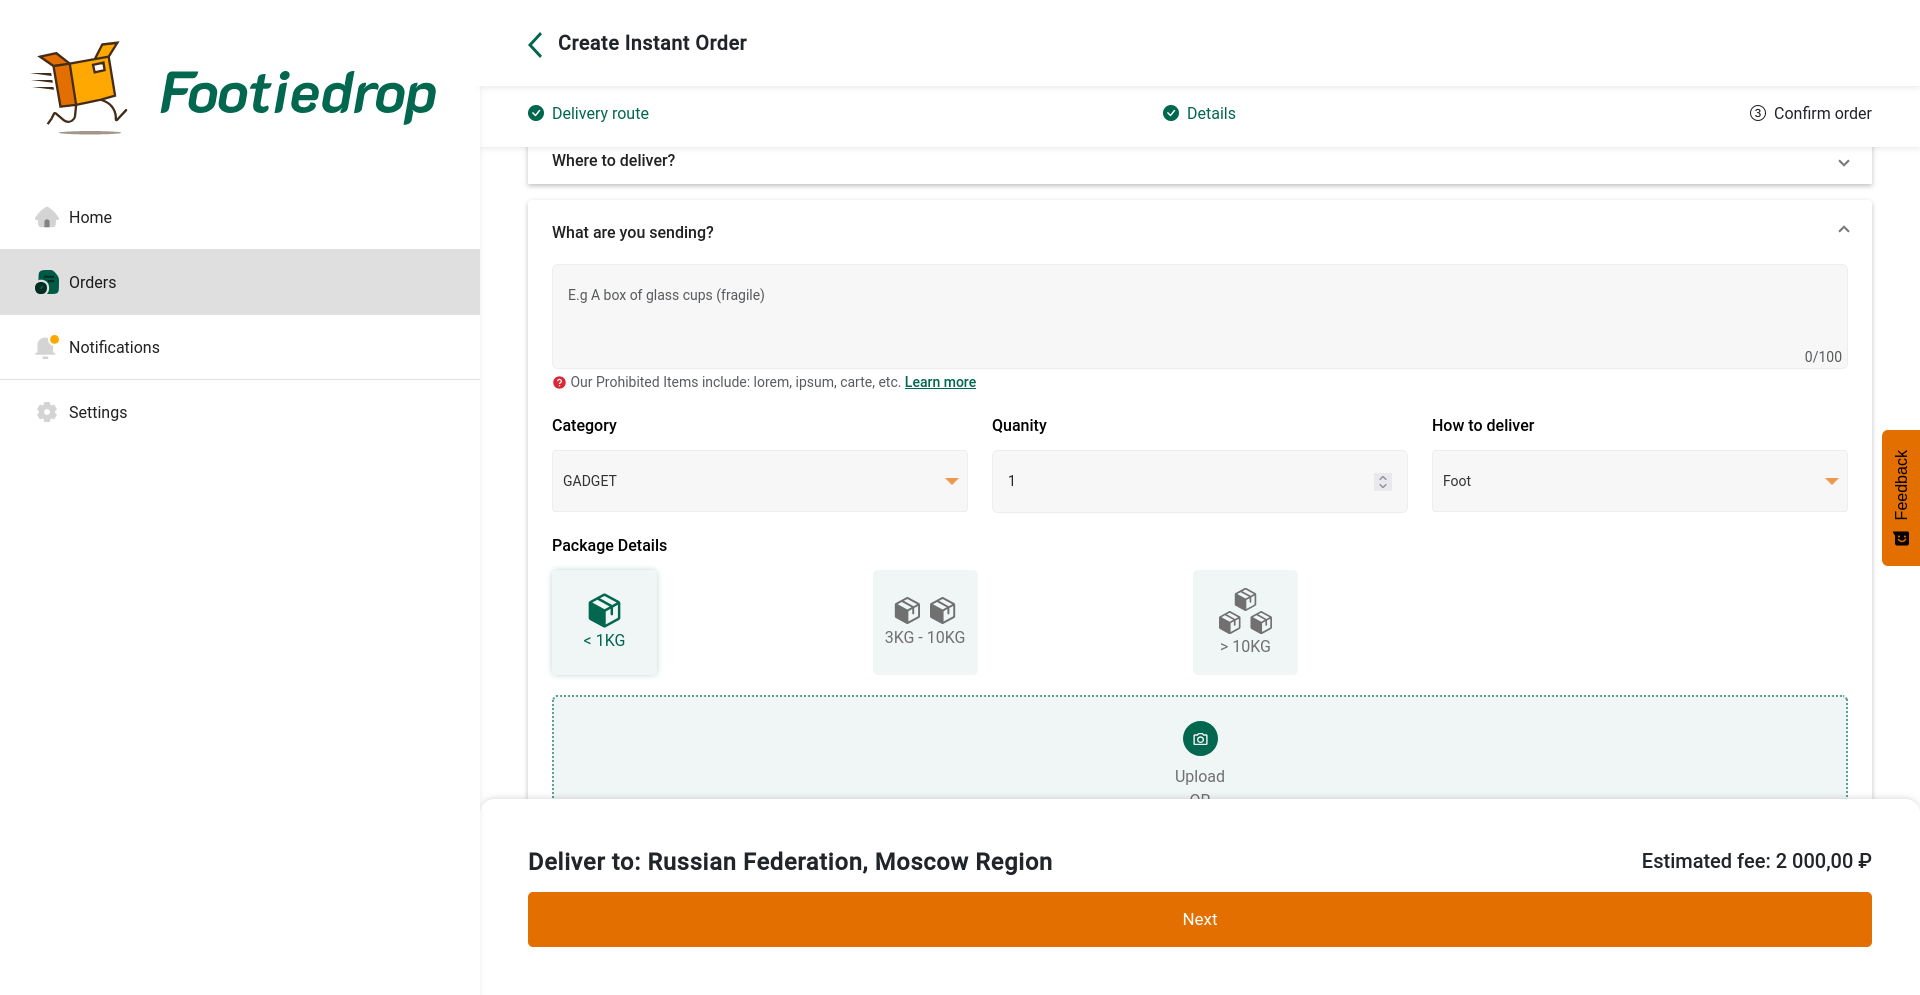 Footiedrop
Create Instant Order
Delivery route
Details
3 Confirm order
Home
Orders
Notifications
Settings
Where to deliver?
What are you sending?
E.g A box of glass cups (fragile)
0/100
Our Prohibited Items include: lorem, ipsum, carte, etc. Learn more
Category
Quanity
How to deliver
GADGET
1
Foot
Package Details
< 1KG
3KG - 10KG
> 10KG
Upload
OR
Feedback
Deliver to: Russian Federation, Moscow Region
Estimated fee: 2 000,00 ₽
Next